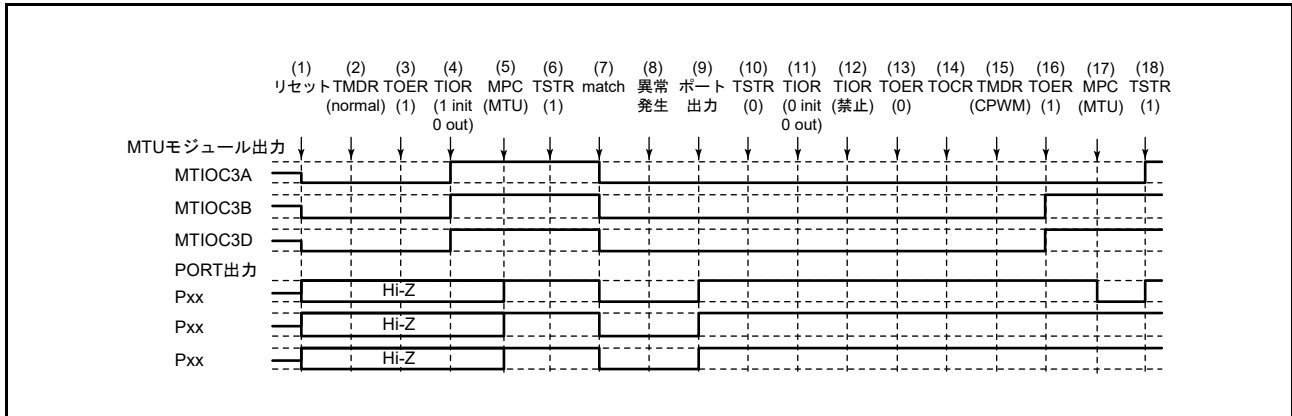 (1) (2) (3) (4) (5) (6) (7) (8) (9) (10) (11) (12) (13) (14) (15) (16) (17) (18)
リセット TMDR TOER TIOR MPC TSTR match 異常 ポート TSTR TIOR TIOR TOER TOCR TMDR TOER MPC TSTR
(normal) (1) (1 init (MTU) (1) 発生 出力 (0) (0 init (禁止) (0) (CPWM) (1) (MTU) (1)
0 out) 0 out)
MTUモジュール出力
MTIOC3A
MTIOC3B
MTIOC3D
PORT出力
Pxx Hi-Z
Pxx Hi-Z
Pxx Hi-Z